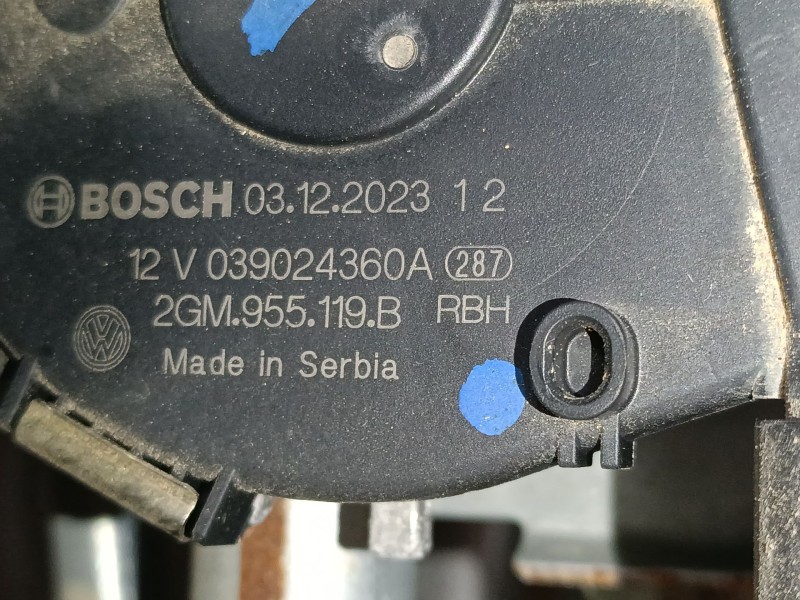 BOSCH 03.12.2023 1 2
12 V 039024360A 287
2GM.955.119.B RBH
Made in Serbia